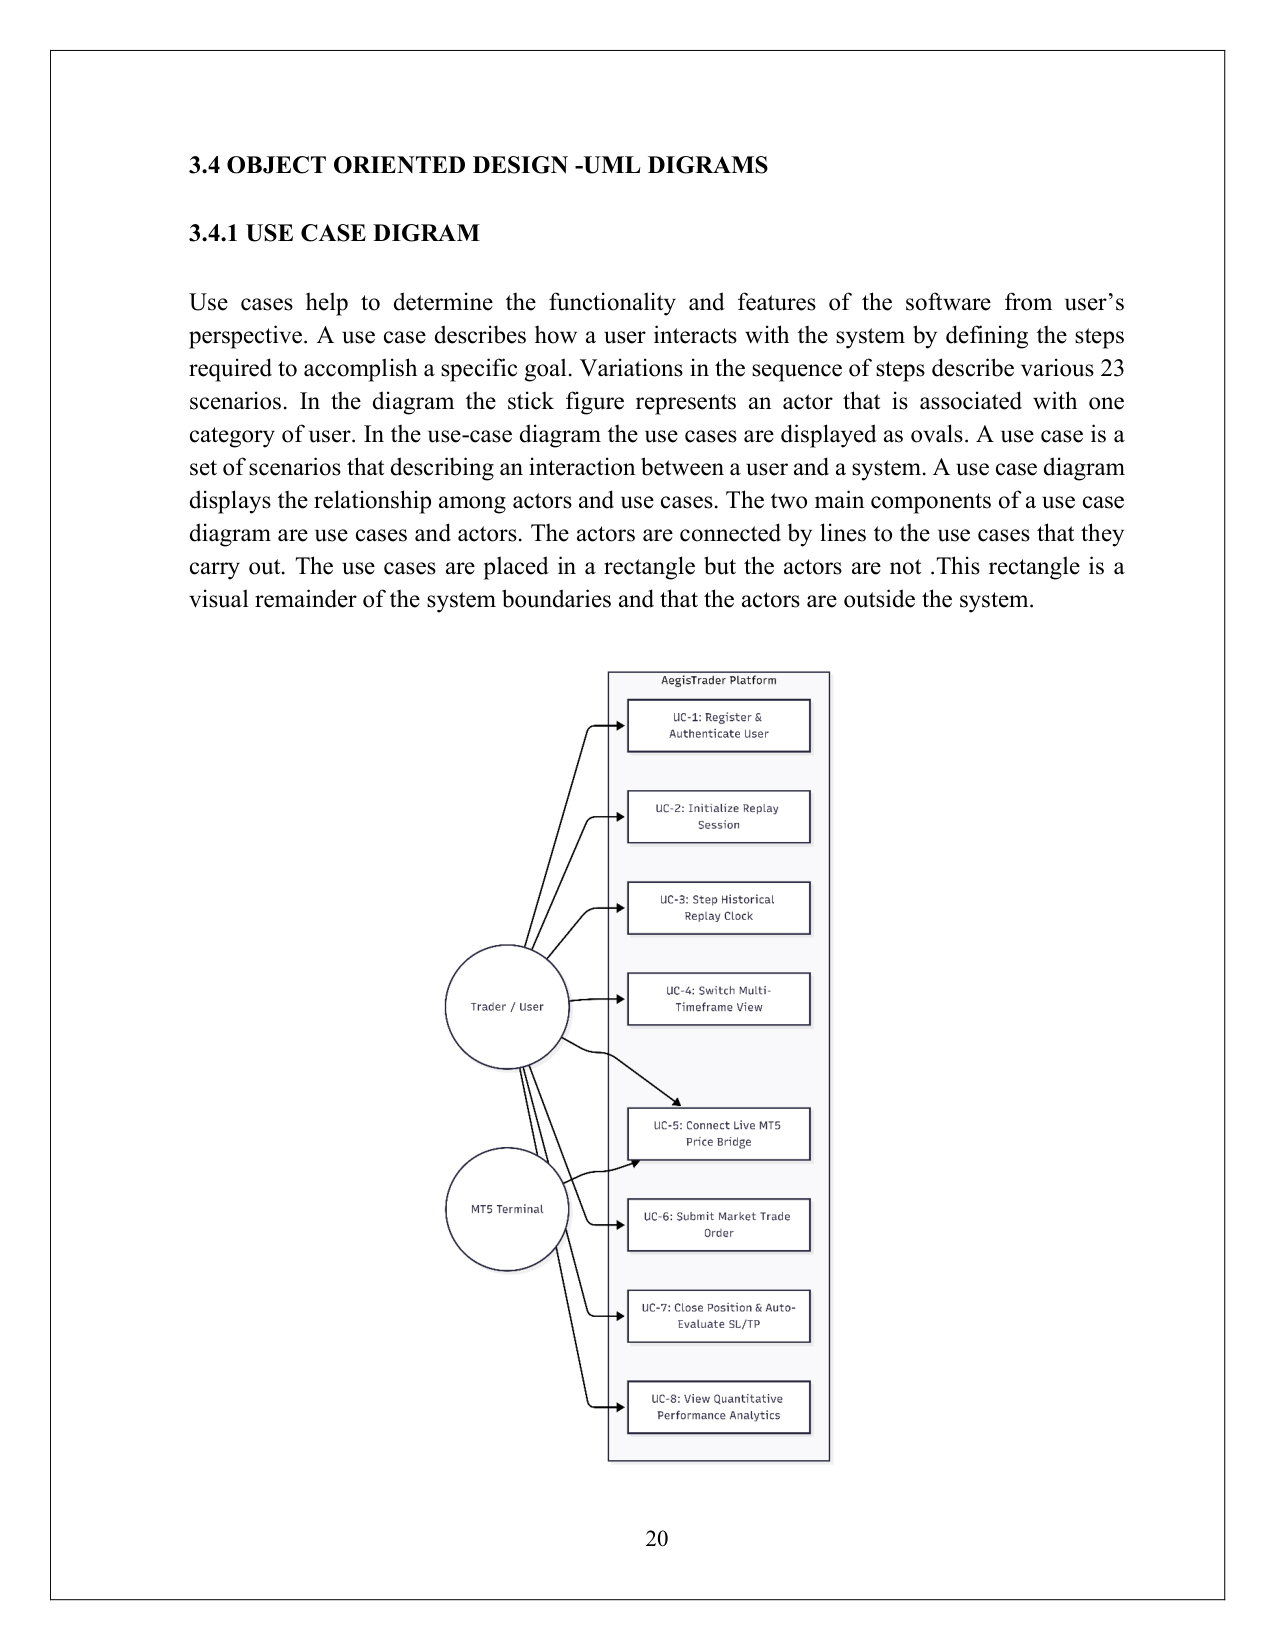 3.4 OBJECT ORIENTED DESIGN -UML DIGRAMS
3.4.1 USE CASE DIGRAM
Use cases help to determine the functionality and features of the software from user’s
perspective. A use case describes how a user interacts with the system by defining the steps
required to accomplish a specific goal. Variations in the sequence of steps describe various 23
scenarios. In the diagram the stick figure represents an actor that is associated with one
category of user. In the use-case diagram the use cases are displayed as ovals. A use case is a
set of scenarios that describing an interaction between a user and a system. A use case diagram
displays the relationship among actors and use cases. The two main components of a use case
diagram are use cases and actors. The actors are connected by lines to the use cases that they
carry out. The use cases are placed in a rectangle but the actors are not .This rectangle is a
visual remainder of the system boundaries and that the actors are outside the system.
AegisTrader Platform
UC-1: Register &
Authenticate User
UC-2: Initialize Replay
Session
UC-3: Step Historical
Replay Clock
Trader / User
UC-4: Switch Multi-
Timeframe View
UC-5: Connect Live MT5
Price Bridge
MT5 Terminal
UC-6: Submit Market Trade
Order
UC-7: Close Position & Auto-
Evaluate SL/TP
UC-8: View Quantitative
Performance Analytics
20